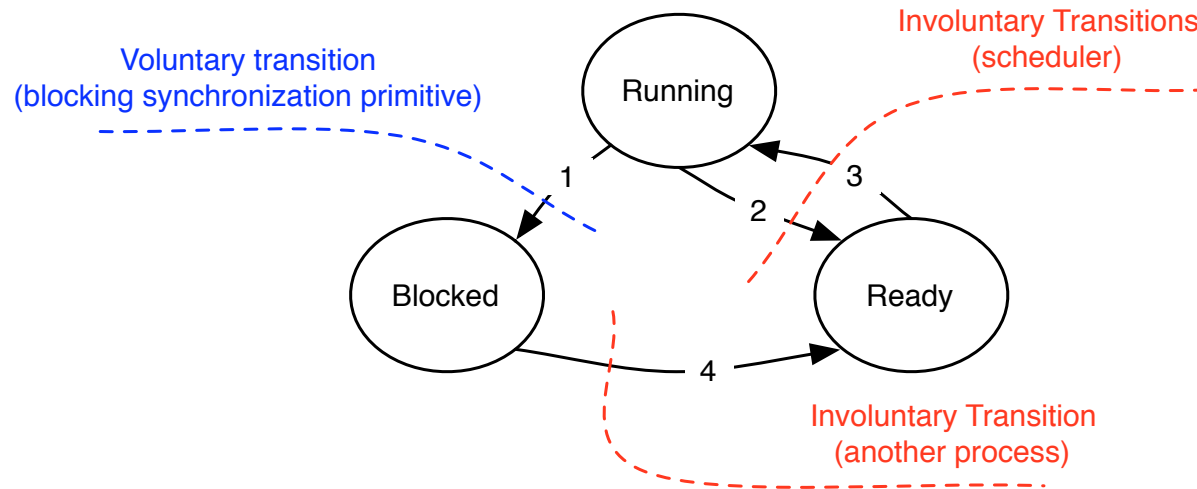 Involuntary Transitions
(scheduler)
Voluntary transition
(blocking synchronization primitive)
Running
1
3
2
Blocked
Ready
4
Involuntary Transition
(another process)